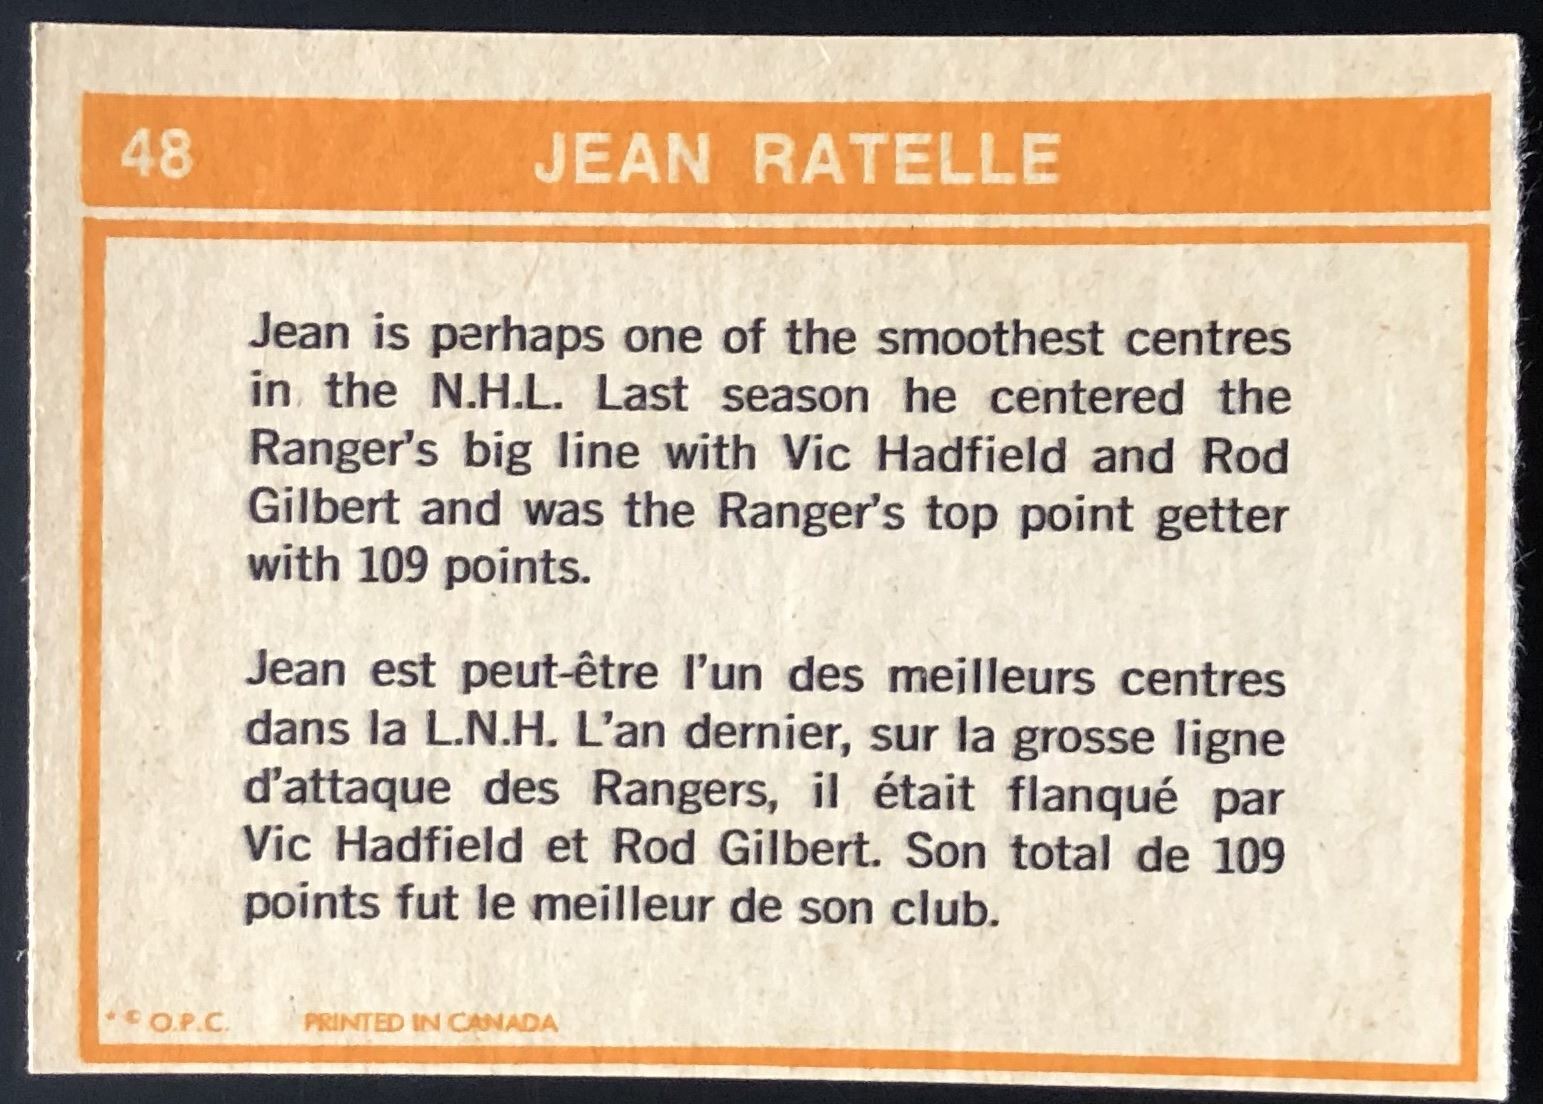 48 JEAN RATELLE
Jean is perhaps one of the smoothest centres
in the N.H.L. Last season he centered the
Ranger's big line with Vic Hadfield and Rod
Gilbert and was the Ranger's top point getter
with 109 points.
Jean est peut-être l'un des meilleurs centres
dans la L.N.H. L'an dernier, sur la grosse ligne
d'attaque des Rangers, il était flanqué par
Vic Hadfield et Rod Gilbert. Son total de 109
points fut le meilleur de son club.
* © O.P.C. PRINTED IN CANADA